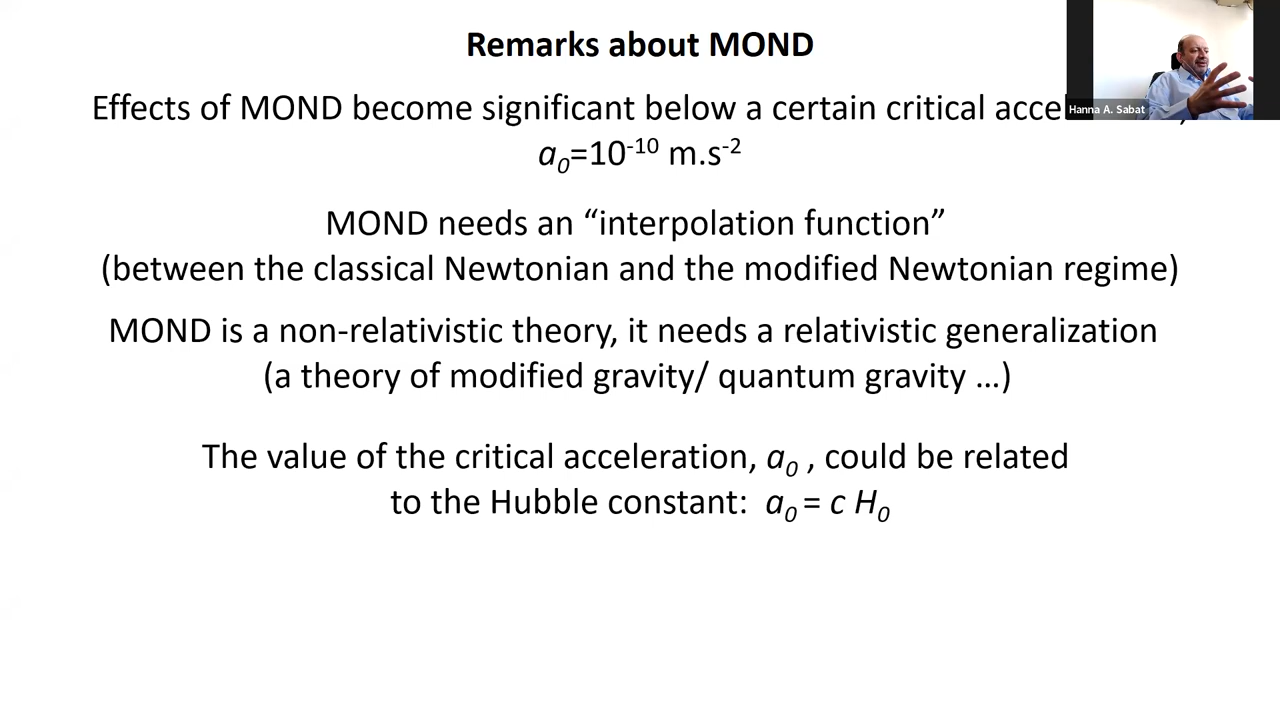 Remarks about MOND
Hanna A. Sabat
Effects of MOND become significant below a certain critical
a₀=10⁻¹⁰ m.s⁻²
MOND needs an “interpolation function”
(between the classical Newtonian and the modified Newtonian regime)
MOND is a non-relativistic theory, it needs a relativistic generalization
(a theory of modified gravity/ quantum gravity ...)
The value of the critical acceleration, a₀ , could be related
to the Hubble constant: a₀ = c H₀